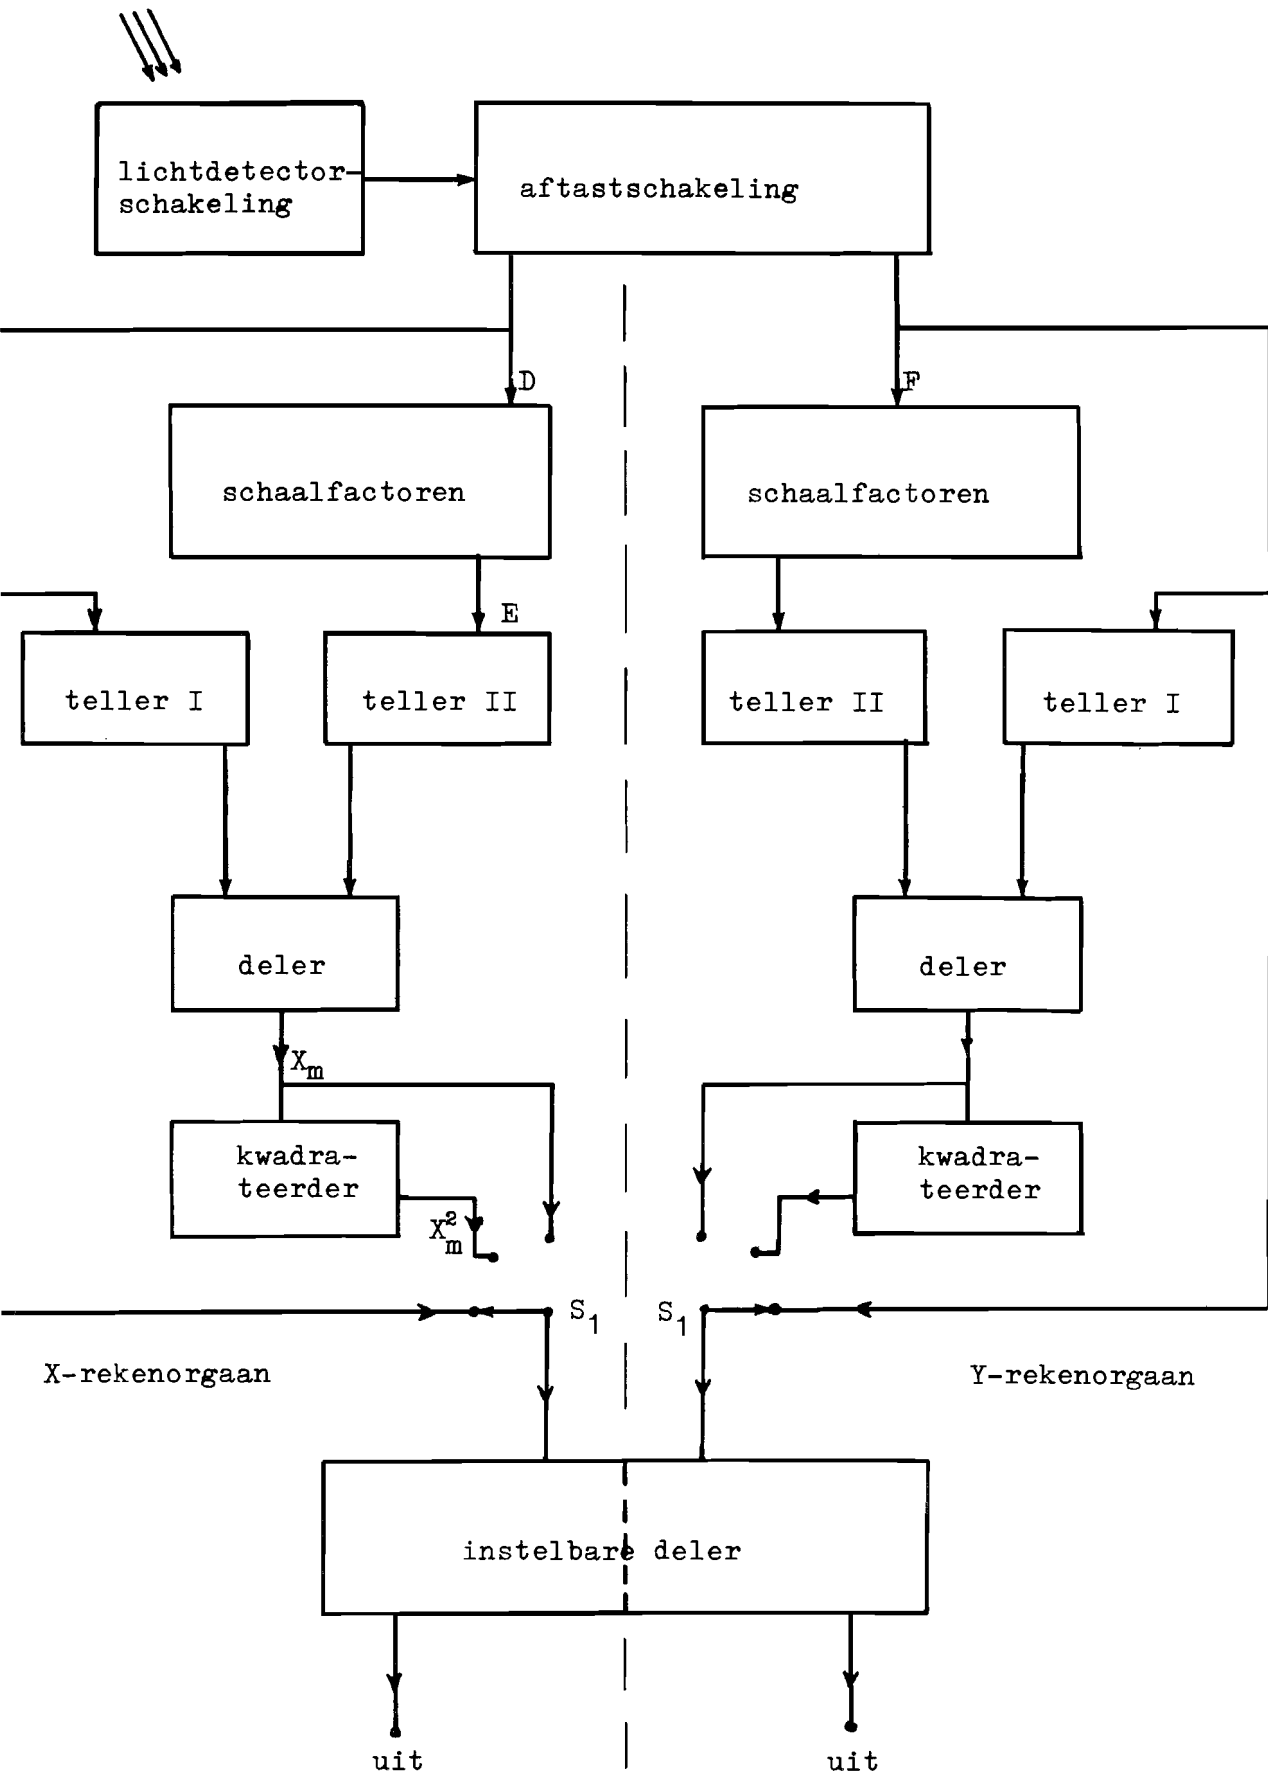 lichtdetector-
schakeling
aftastschakeling
D
F
schaalfactoren
schaalfactoren
E
teller I
teller II
teller II
teller I
deler
deler
Xm
kwadra-
teerder
kwadra-
teerder
X²m
S1
S1
X-rekenorgaan
Y-rekenorgaan
instelbare deler
uit
uit